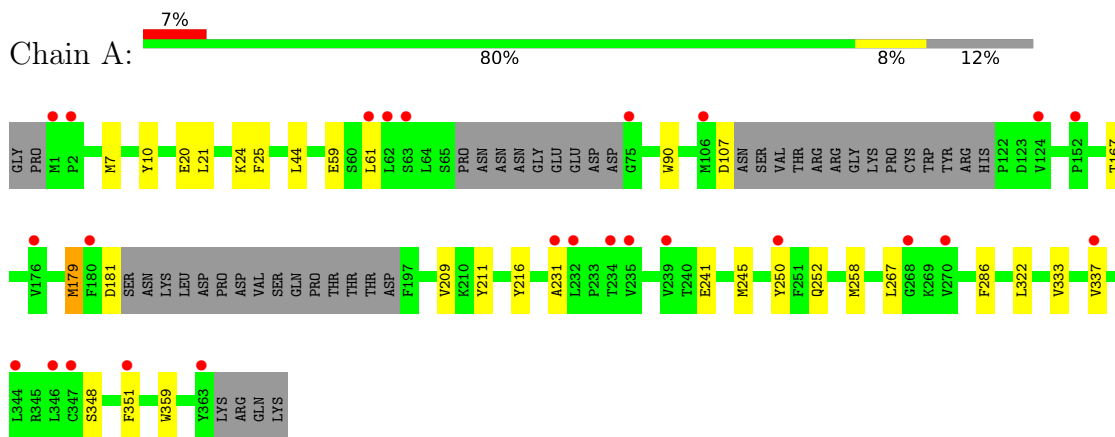 7%
Chain A:
80% 8% 12%
GLY PRO M1 P2 M7 Y10 E20 L21 K24 F25 L44 E59 S60 L61 L62 S63 L64 S65 PRO ASN ASN ASN GLY GLU GLU ASP ASP G75 W90 M106 D107 ASN SER VAL THR ARG ARG GLY LYS PRO CYS TRP TYR ARG HIS P122 D123 V124 P152 T167
V176 M179 F180 D181 SER ASN LYS LEU ASP PRO ASP VAL SER GLN PRO THR THR THR ASP F197 V209 K210 Y211 Y216 A231 L232 P233 T234 V235 V239 T240 E241 M245 Y250 F251 Q252 M258 L267 G268 K269 V270 F286 L322 V333 V337
L344 R345 L346 C347 S348 F351 W359 Y363 LYS ARG GLN LYS